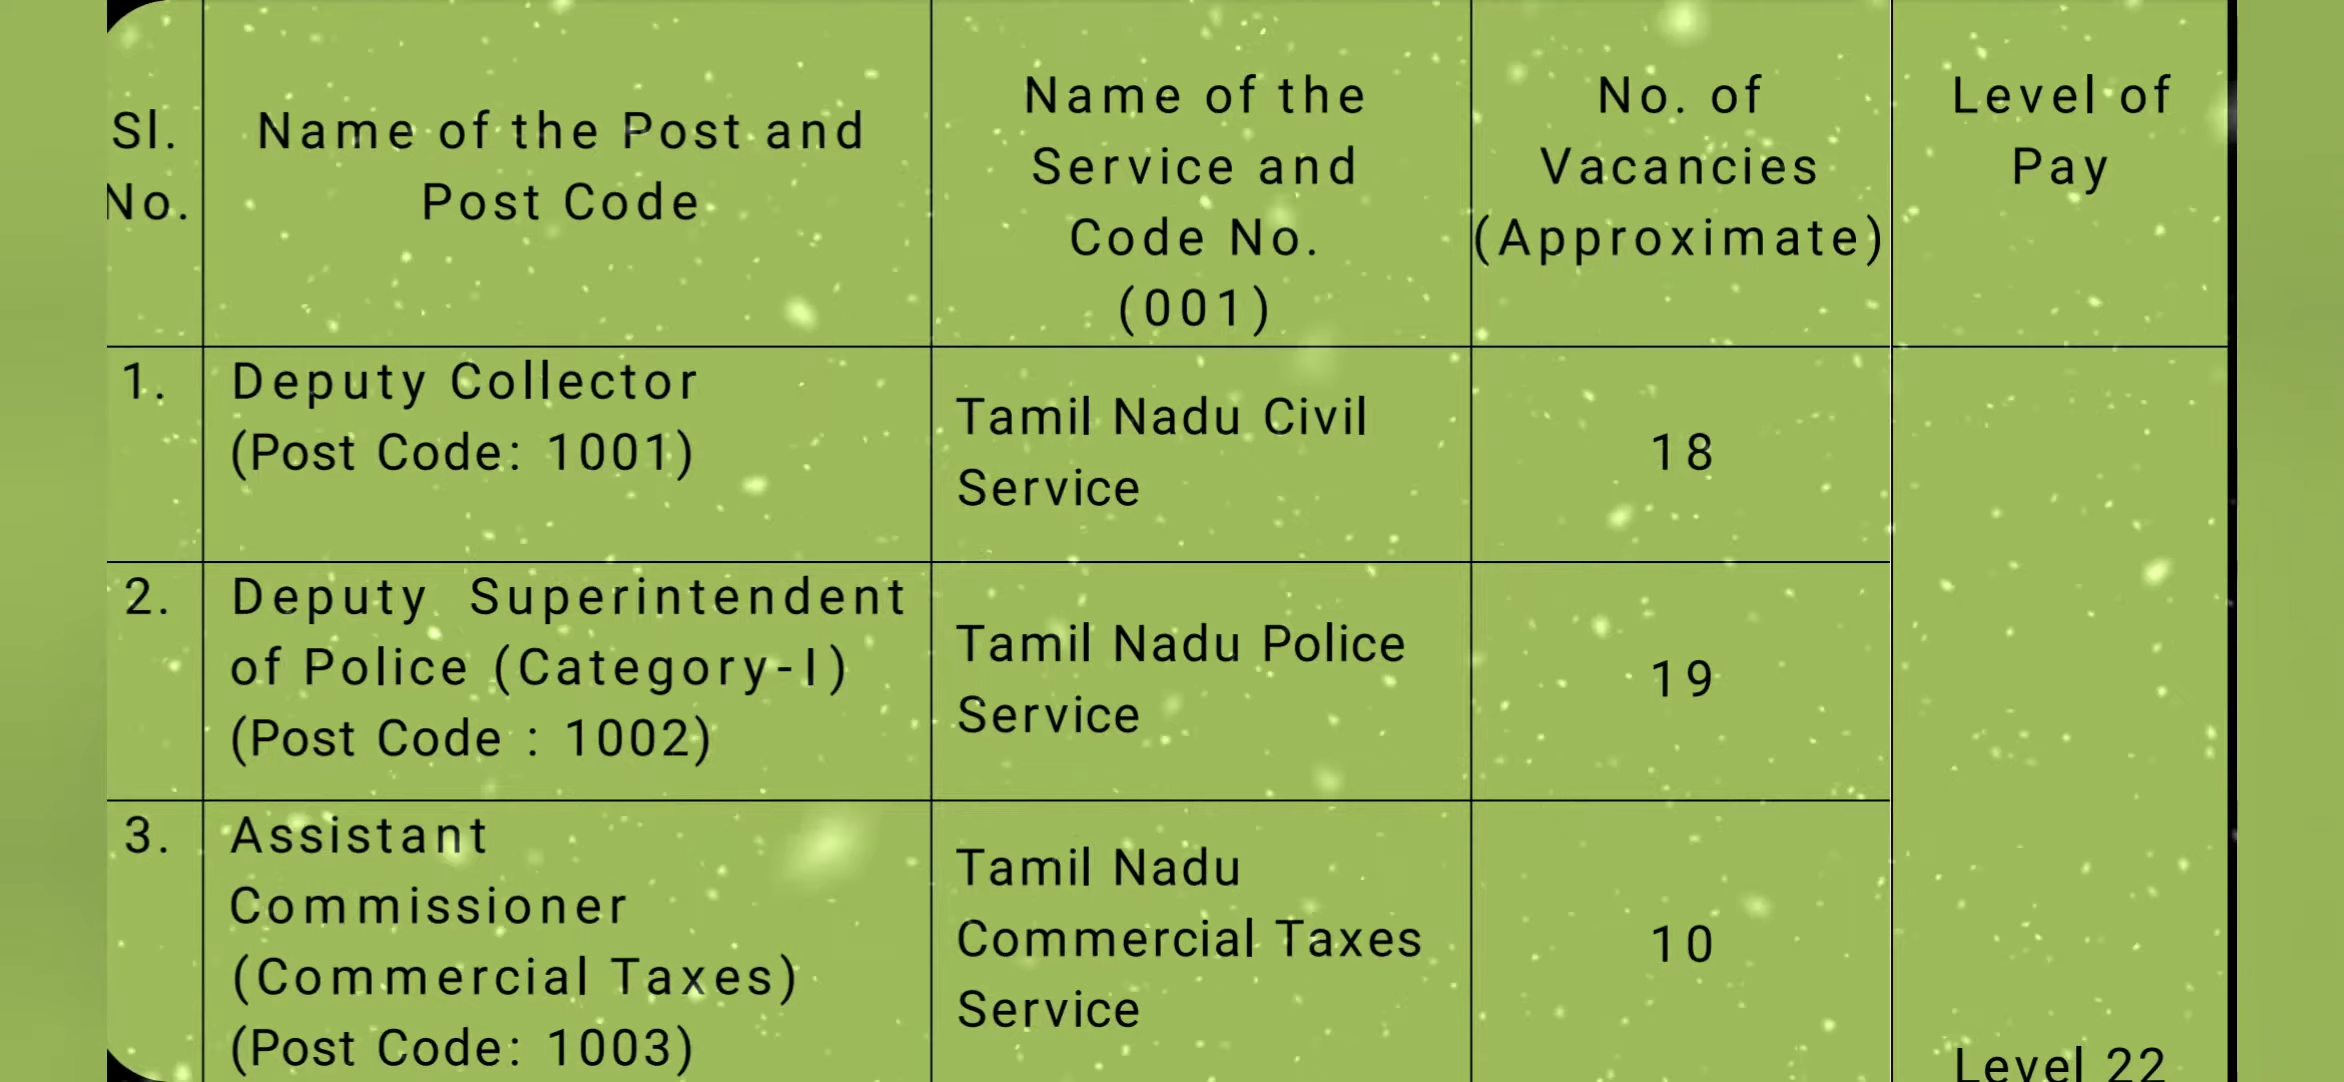 Sl.
No.
Name of the Post and
Post Code
Name of the
Service and
Code No.
(001)
No. of
Vacancies
(Approximate)
Level of
Pay
1.
Deputy Collector
(Post Code: 1001)
Tamil Nadu Civil
Service
18
2.
Deputy Superintendent
of Police (Category-I)
(Post Code : 1002)
Tamil Nadu Police
Service
19
3.
Assistant
Commissioner
(Commercial Taxes)
(Post Code: 1003)
Tamil Nadu
Commercial Taxes
Service
10
Level 22